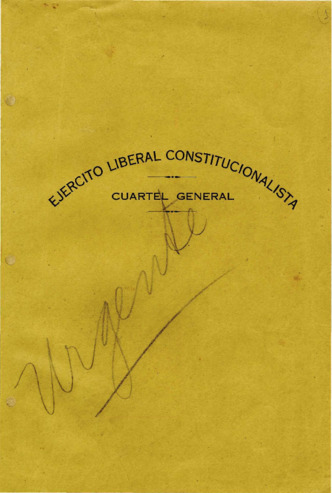 EJERCITO LIBERAL CONSTITUCIONALISTA
CUARTEL GENERAL
Urgente